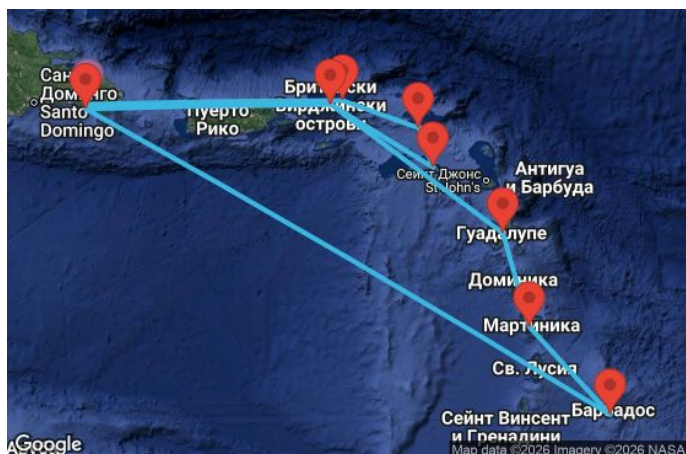 Сан
Доминго
Santo
Domingo
Пуерто
Рико
Британски
Вирджински
острови
Сейнт Джонс
St John's
Антигуа
и Барбуда
Гуадалупе
Доминика
Мартиника
Св. Лусия
Барбадос
Сейнт Винсент
и Гренадини
Google
Map data ©2026 Imagery ©2026 NASA